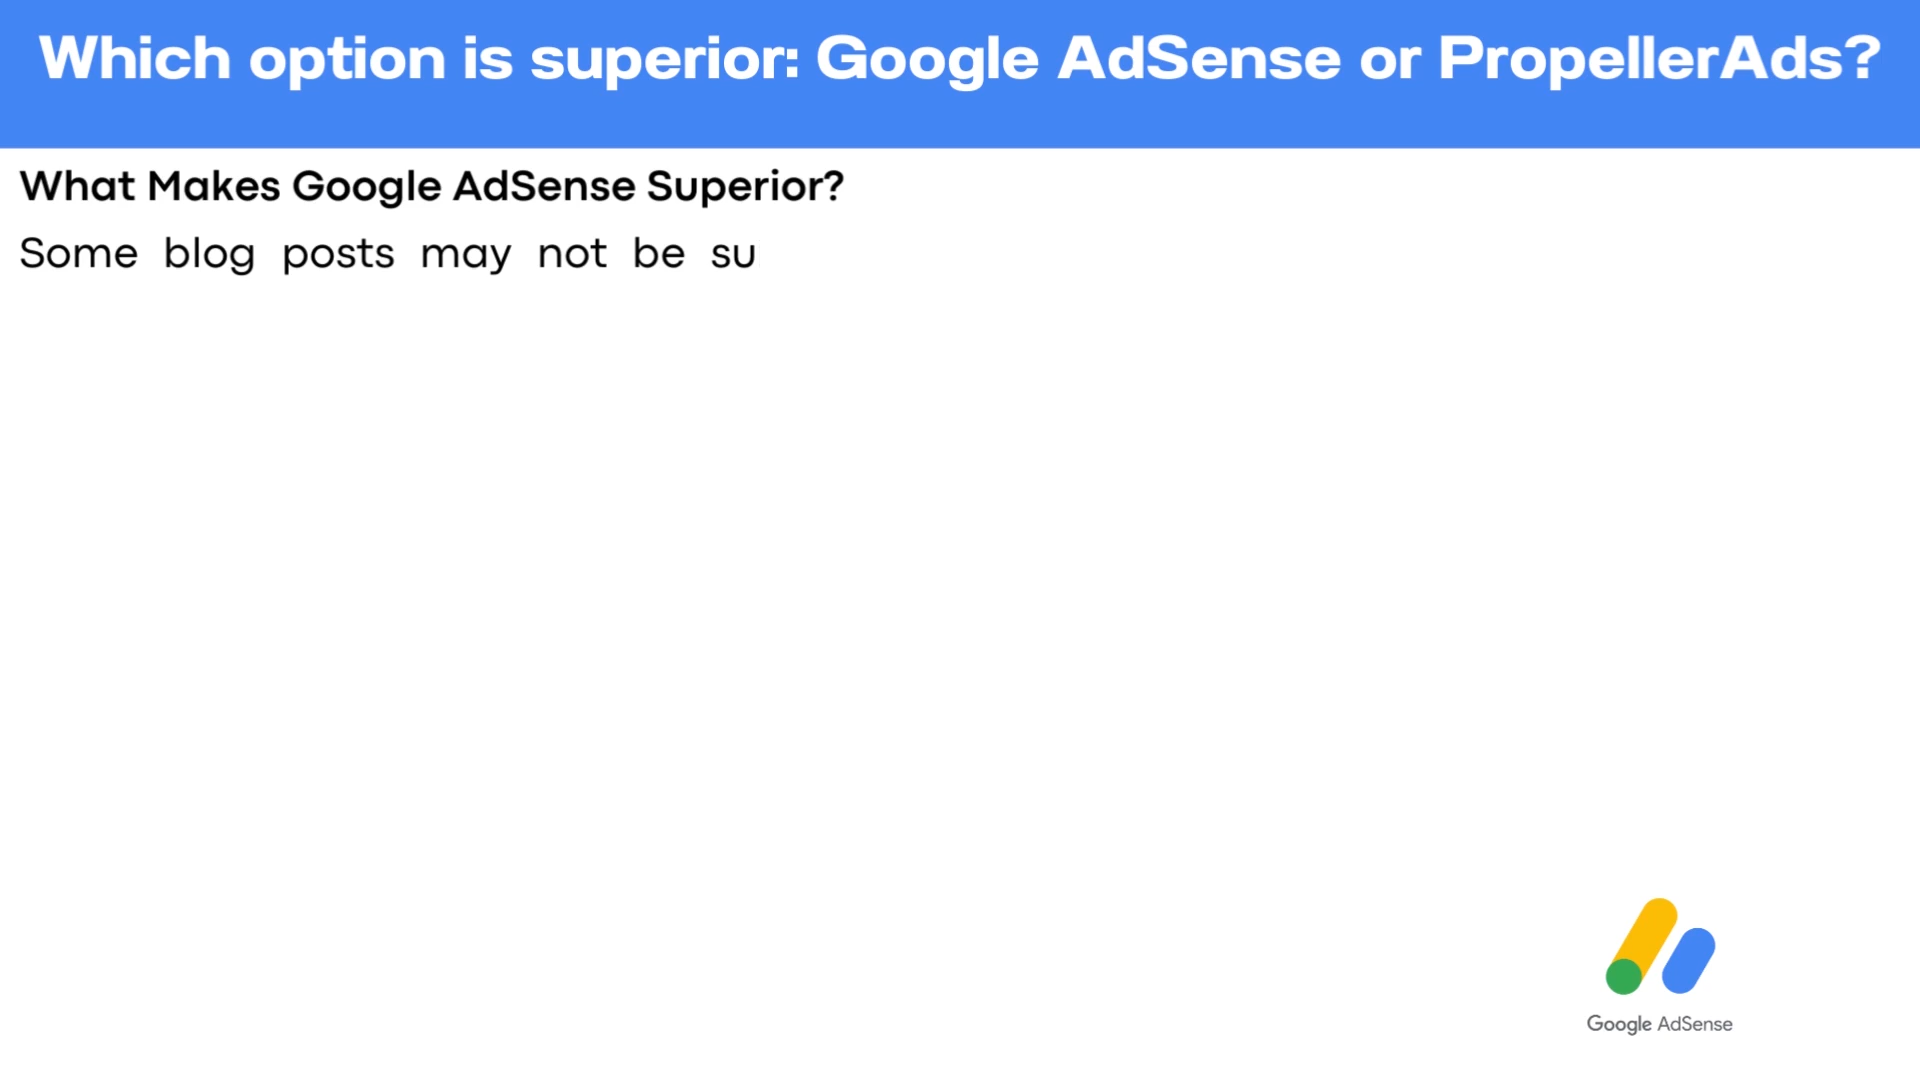 Which option is superior: Google AdSense or PropellerAds?
What Makes Google AdSense Superior?
Some blog posts may not be su
Google AdSense